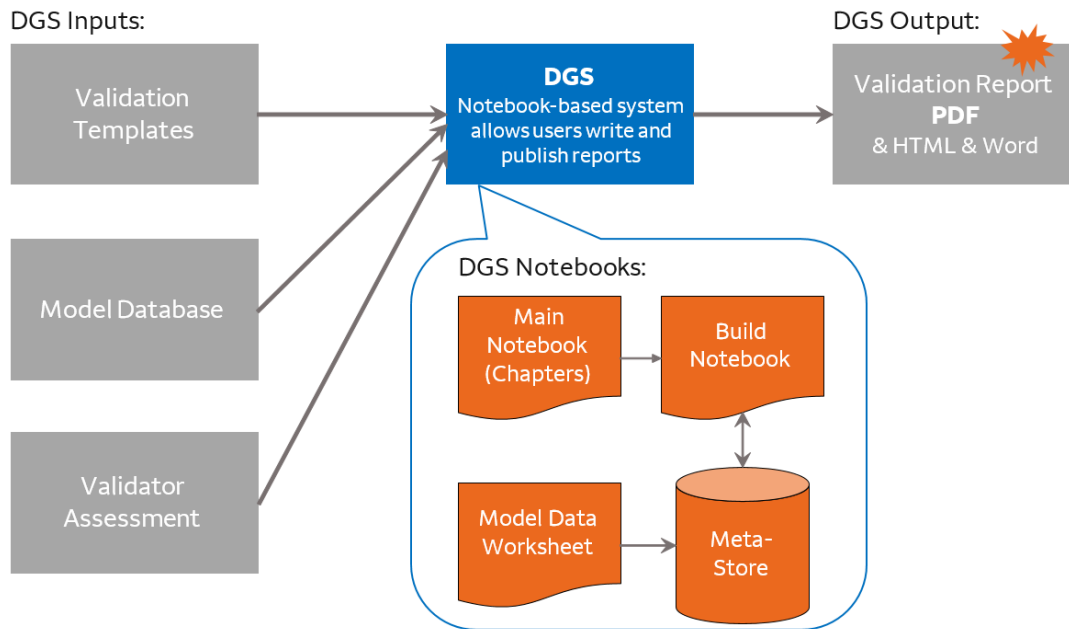 DGS Inputs:
DGS Output:
Validation
Templates
DGS
Notebook-based system
allows users write and
publish reports
Validation Report
PDF
& HTML & Word
Model Database
Validator
Assessment
DGS Notebooks:
Main
Notebook
(Chapters)
Build
Notebook
Model Data
Worksheet
Meta-
Store